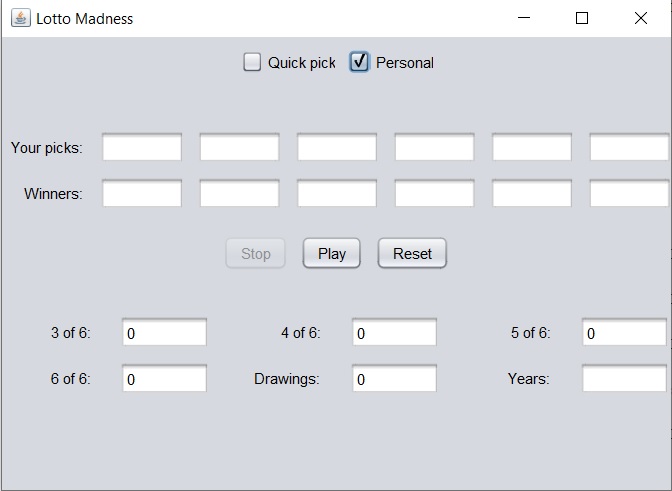 Lotto Madness
Quick pick Personal
Your picks:
Winners:
Stop Play Reset
3 of 6: 0 4 of 6: 0 5 of 6: 0
6 of 6: 0 Drawings: 0 Years: